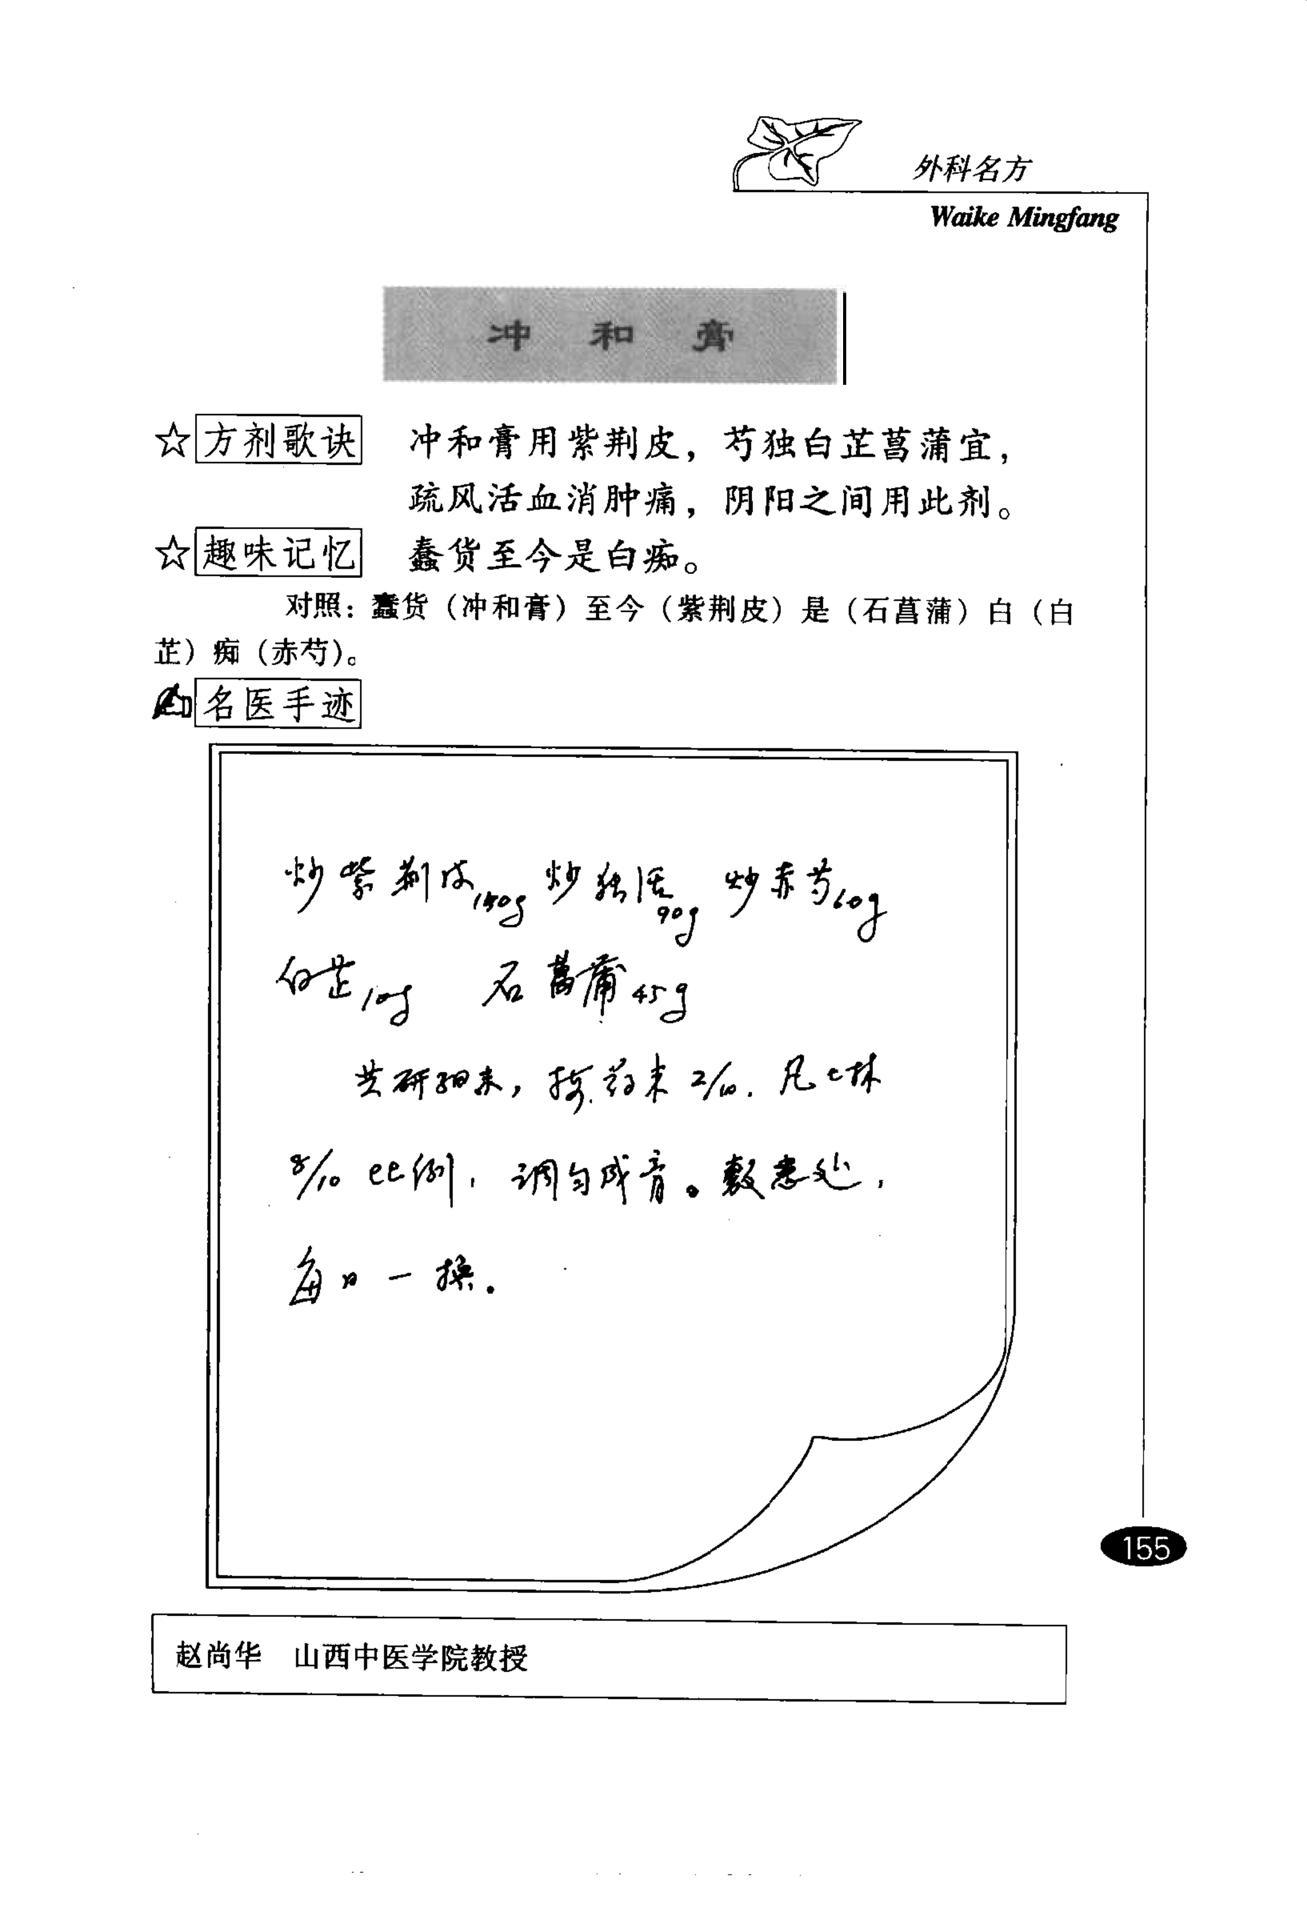 外科名方
Waike Mingfang
冲和膏
☆方剂歌诀 冲和膏用紫荆皮，芍独白芷菖蒲宜，
疏风活血消肿痛，阴阳之间用此剂。
☆趣味记忆 蠢货至今是白痴。
对照：蠢货（冲和膏）至今（紫荆皮）是（石菖蒲）白（白
芷）痴（赤芍）。
名医手迹
炒紫荆皮150g 炒独活90g 炒赤芍60g
白芷10g 石菖蒲45g
共研细末，按药末2/10．凡士林
8/10比例，调匀成膏。敷患处，
每日一换。
155
赵尚华 山西中医学院教授